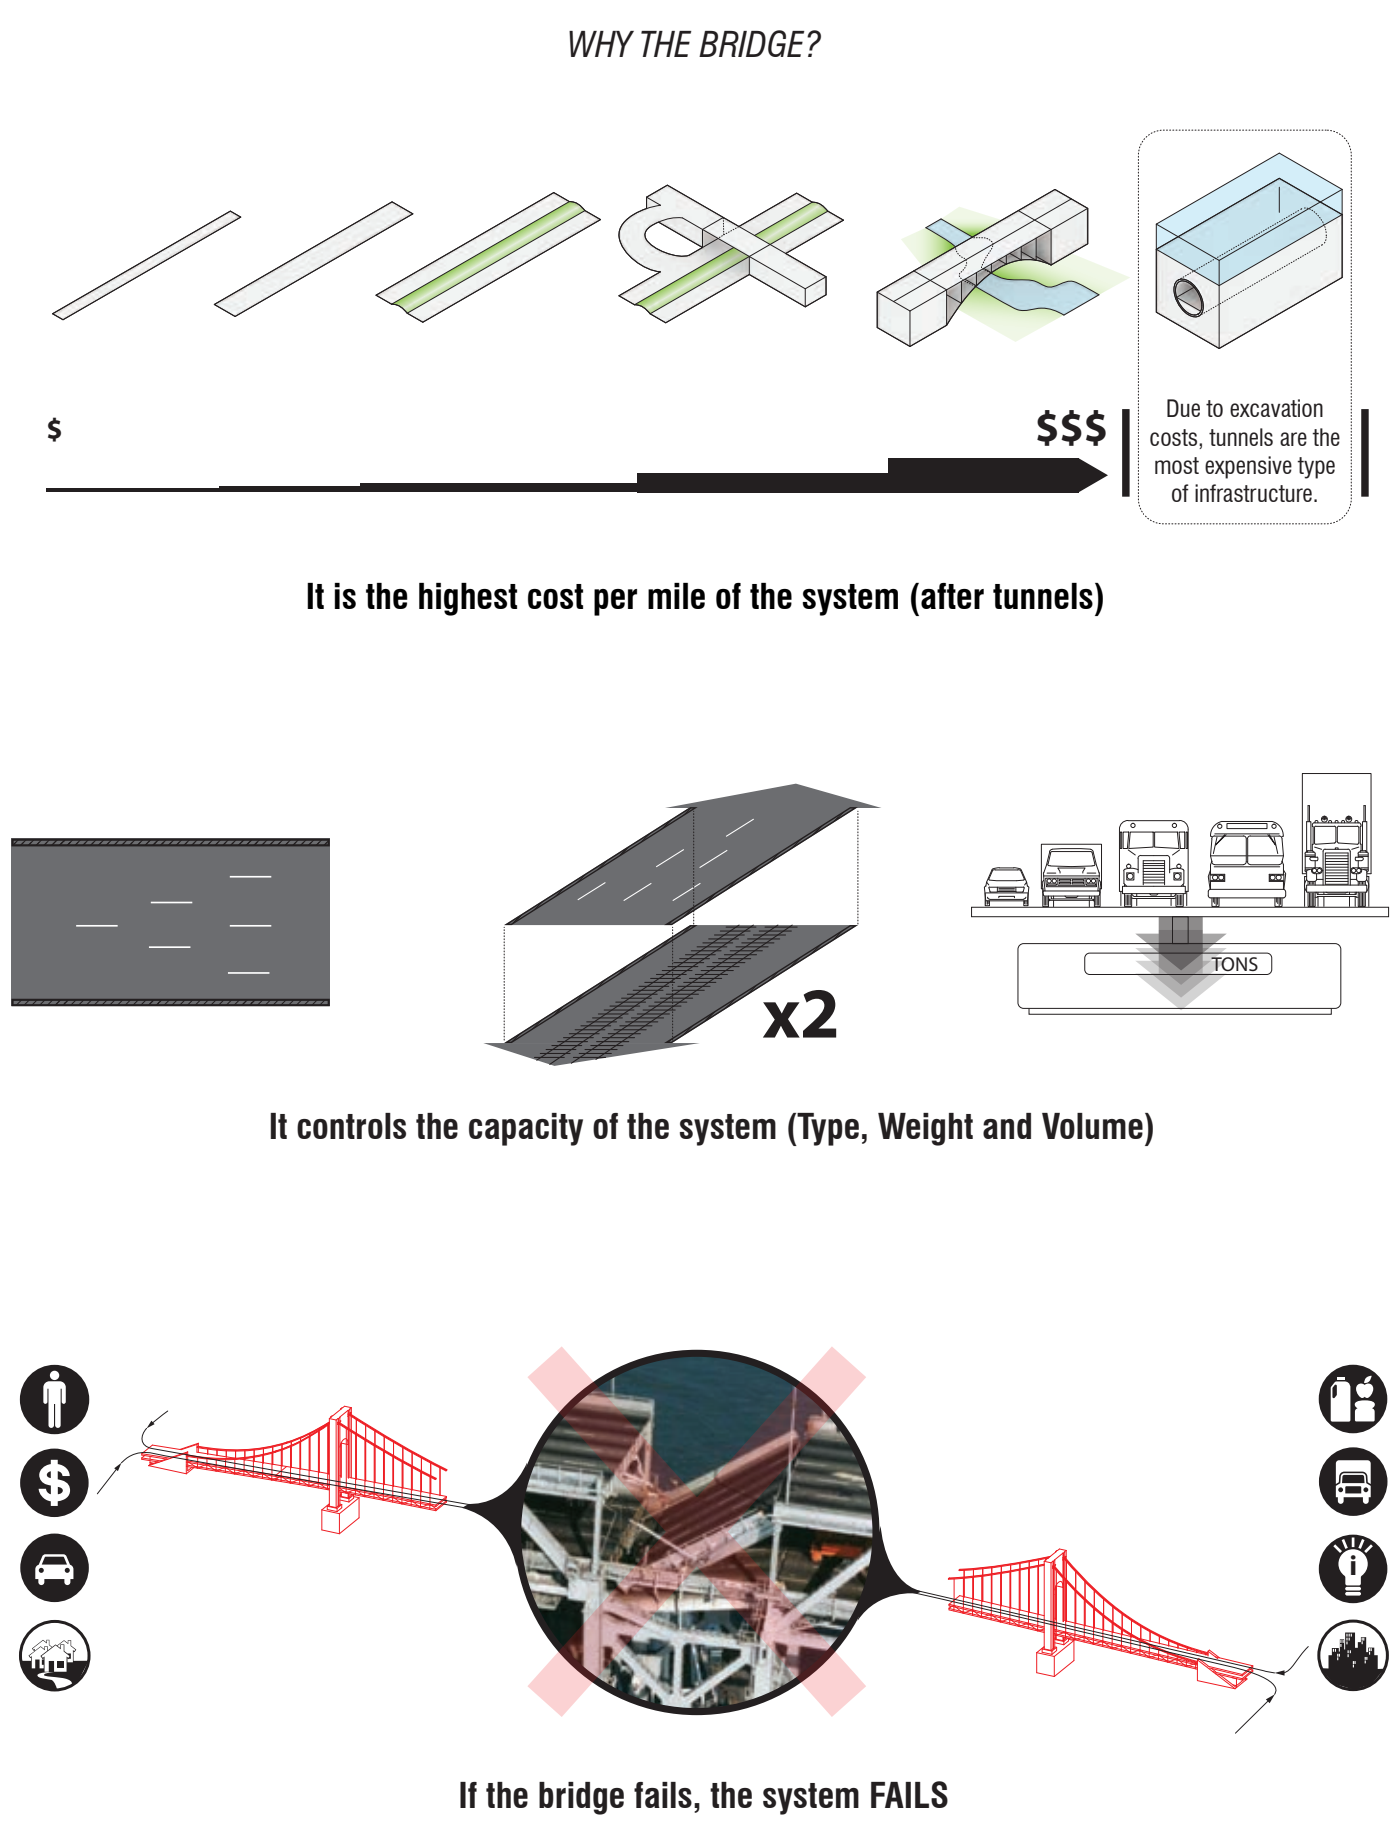 WHY THE BRIDGE?
$
$$$
Due to excavation
costs, tunnels are the
most expensive type
of infrastructure.
It is the highest cost per mile of the system (after tunnels)
x2
TONS
It controls the capacity of the system (Type, Weight and Volume)
$
i
If the bridge fails, the system FAILS